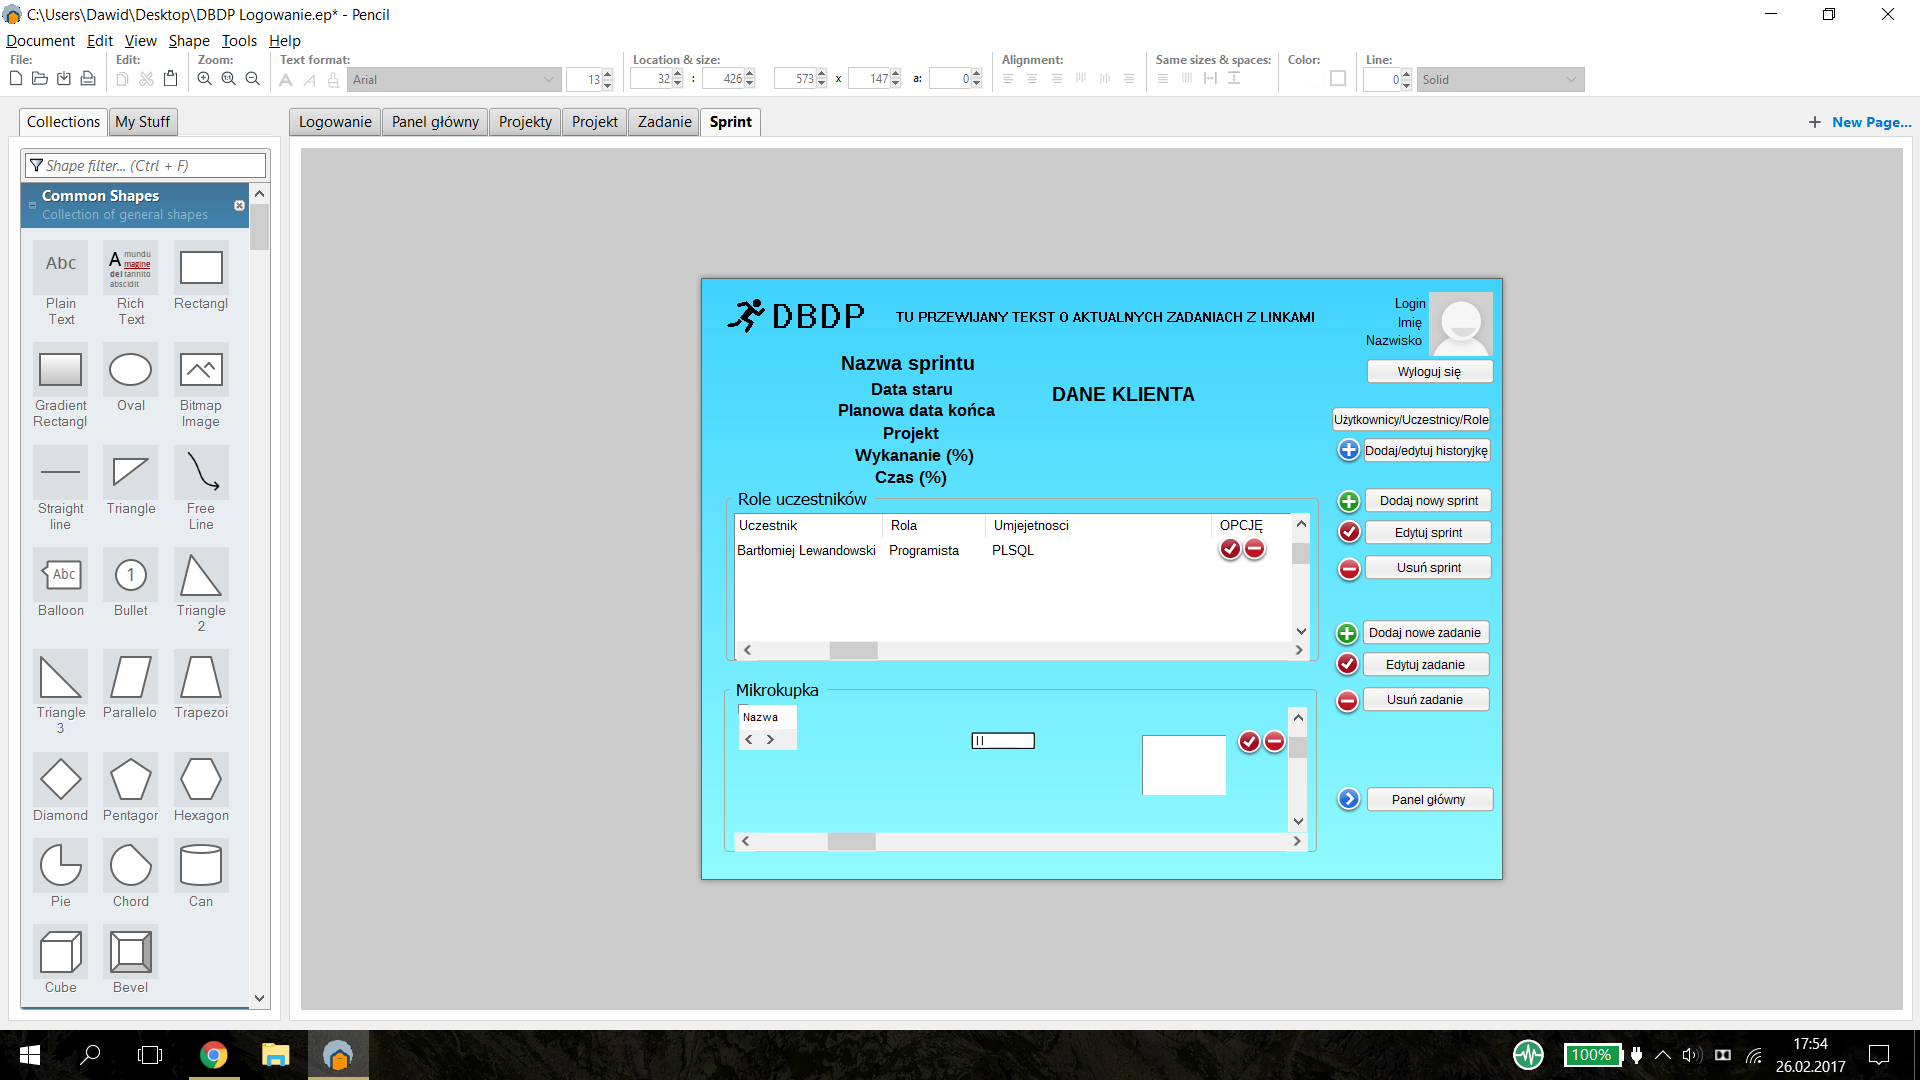 C:\Users\Dawid\Desktop\DBDP Logowanie.ep* - Pencil
Document Edit View Shape Tools Help
File: Edit: Zoom: Text format: Location & size: Alignment: Same sizes & spaces: Color: Line:
Arial 13 32 : 426 573 x 147 a: 0 0 Solid
Collections My Stuff
Logowanie Panel główny Projekty Projekt Zadanie Sprint
+ New Page...
Shape filter... (Ctrl + F)
Common Shapes
Collection of general shapes
Abc
A mundu
magine
del tannito
abscidit
Plain
Text
Rich
Text
Rectangl
Gradient
Rectangl
Oval
Bitmap
Image
Straight
line
Triangle
Free
Line
Abc
1
Balloon
Bullet
Triangle
2
Triangle
3
Parallelo
Trapezoi
Diamond
Pentagor
Hexagon
Pie
Chord
Can
Cube
Bevel
DBDP
TU PRZEWIJANY TEKST O AKTUALNYCH ZADANIACH Z LINKAMI
Login
Imię
Nazwisko
Wyloguj się
Nazwa sprintu
Data staru
Planowa data końca
Projekt
Wykananie (%)
Czas (%)
DANE KLIENTA
Użytkownicy/Uczestnicy/Role
Dodaj/edytuj historyjkę
Dodaj nowy sprint
Edytuj sprint
Usuń sprint
Dodaj nowe zadanie
Edytuj zadanie
Usuń zadanie
Panel główny
Role uczestników
Uczestnik Rola Umjejetnosci OPCJĘ
Bartłomiej Lewandowski Programista PLSQL
Mikrokupka
Nazwa
100%
17:54
26.02.2017